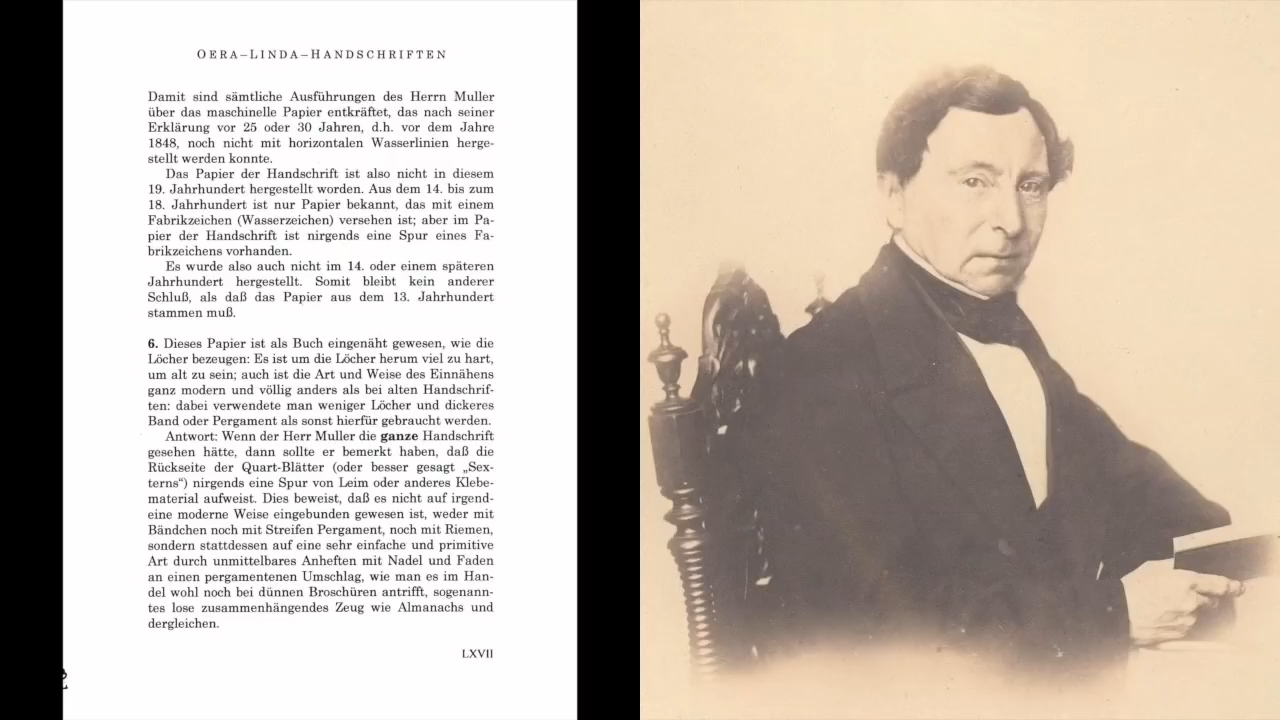 OERA–LINDA–HANDSCHRIFTEN
Damit sind sämtliche Ausführungen des Herrn Muller
über das maschinelle Papier entkräftet, das nach seiner
Erklärung vor 25 oder 30 Jahren, d.h. vor dem Jahre
1848, noch nicht mit horizontalen Wasserlinien herge-
stellt werden konnte.
Das Papier der Handschrift ist also nicht in diesem
19. Jahrhundert hergestellt worden. Aus dem 14. bis zum
18. Jahrhundert ist nur Papier bekannt, das mit einem
Fabrikzeichen (Wasserzeichen) versehen ist; aber im Pa-
pier der Handschrift ist nirgends eine Spur eines Fa-
brikzeichens vorhanden.
Es wurde also auch nicht im 14. oder einem späteren
Jahrhundert hergestellt. Somit bleibt kein anderer
Schluß, als daß das Papier aus dem 13. Jahrhundert
stammen muß.
6. Dieses Papier ist als Buch eingenäht gewesen, wie die
Löcher bezeugen: Es ist um die Löcher herum viel zu hart,
um alt zu sein; auch ist die Art und Weise des Einnähens
ganz modern und völlig anders als bei alten Handschrif-
ten: dabei verwendete man weniger Löcher und dickeres
Band oder Pergament als sonst hierfür gebraucht werden.
Antwort: Wenn der Herr Muller die ganze Handschrift
gesehen hätte, dann sollte er bemerkt haben, daß die
Rückseite der Quart-Blätter (oder besser gesagt „Sex-
terns“) nirgends eine Spur von Leim oder anderes Klebe-
material aufweist. Dies beweist, daß es nicht auf irgend-
eine moderne Weise eingebunden gewesen ist, weder mit
Bändchen noch mit Streifen Pergament, noch mit Riemen,
sondern stattdessen auf eine sehr einfache und primitive
Art durch unmittelbares Anheften mit Nadel und Faden
an einen pergamentenen Umschlag, wie man es im Han-
del wohl noch bei dünnen Broschüren antrifft, sogenann-
tes lose zusammenhängendes Zeug wie Almanachs und
dergleichen.
LXVII